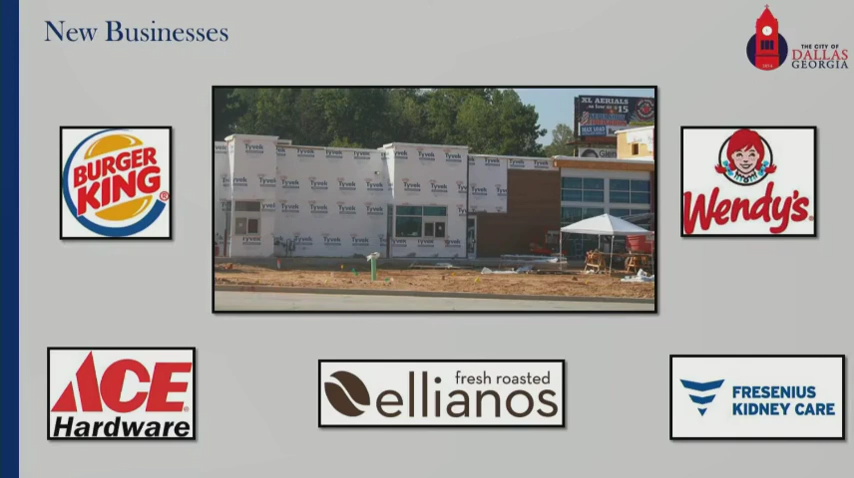 New Businesses
THE CITY OF
DALLAS
GEORGIA
BURGER
KING
XL AERIALS
$15
Tyvek
Wendy's
ACE
Hardware
fresh roasted
ellianos
FRESENIUS
KIDNEY CARE